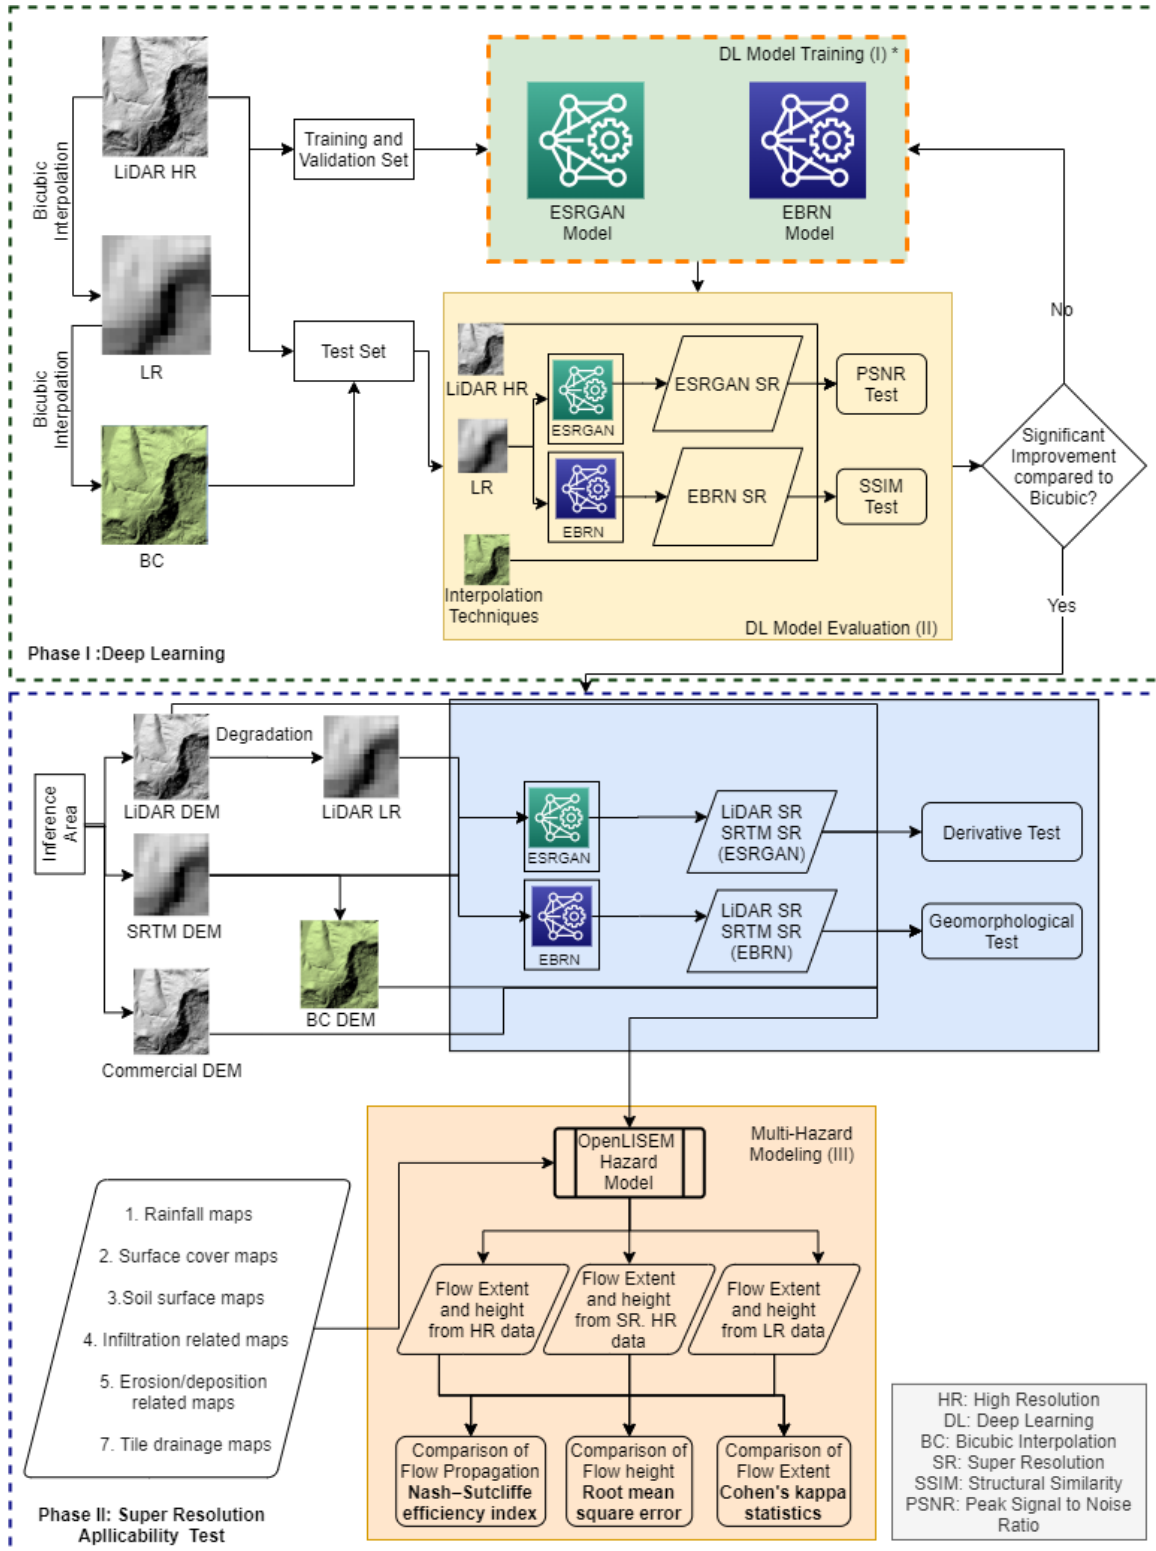 DL Model Training (I) *
LiDAR HR
Bicubic
Interpolation
Training and
Validation Set
ESRGAN
Model
EBRN
Model
LR
Bicubic
Interpolation
Test Set
BC
LiDAR HR
LR
Interpolation
Techniques
ESRGAN
EBRN
ESRGAN SR
EBRN SR
PSNR
Test
SSIM
Test
DL Model Evaluation (II)
No
Significant
Improvement
compared to
Bicubic?
Yes
Phase I :Deep Learning
Inference
Area
LiDAR DEM
Degradation
LiDAR LR
SRTM DEM
BC DEM
Commercial DEM
ESRGAN
EBRN
LiDAR SR
SRTM SR
(ESRGAN)
LiDAR SR
SRTM SR
(EBRN)
Derivative Test
Geomorphological
Test
Multi-Hazard
Modeling (III)
OpenLISEM
Hazard
Model
1. Rainfall maps
2. Surface cover maps
3.Soil surface maps
4. Infiltration related maps
5. Erosion/deposition
related maps
7. Tile drainage maps
Flow Extent
and height
from HR data
Flow Extent
and height
from SR. HR
data
Flow Extent
and height
from LR data
Comparison of
Flow Propagation
Nash–Sutcliffe
efficiency index
Comparison of
Flow height
Root mean
square error
Comparison of
Flow Extent
Cohen's kappa
statistics
HR: High Resolution
DL: Deep Learning
BC: Bicubic Interpolation
SR: Super Resolution
SSIM: Structural Similarity
PSNR: Peak Signal to Noise
Ratio
Phase II: Super Resolution
Apllicability Test